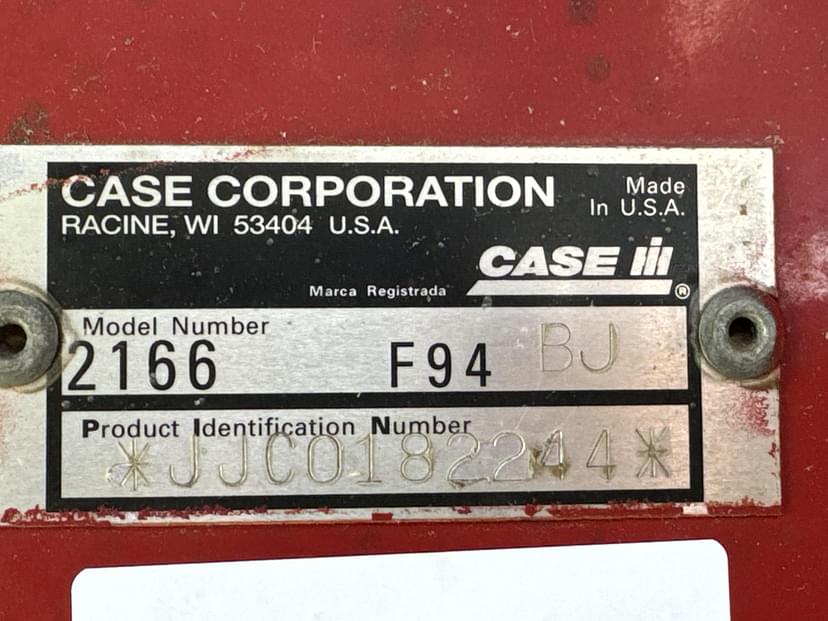 CASE CORPORATION
Made
In U.S.A.
RACINE, WI 53404 U.S.A.
CASE IH
Marca Registrada
®
Model Number
2166 F94 BJ
Product Identification Number
*JJC0182244*